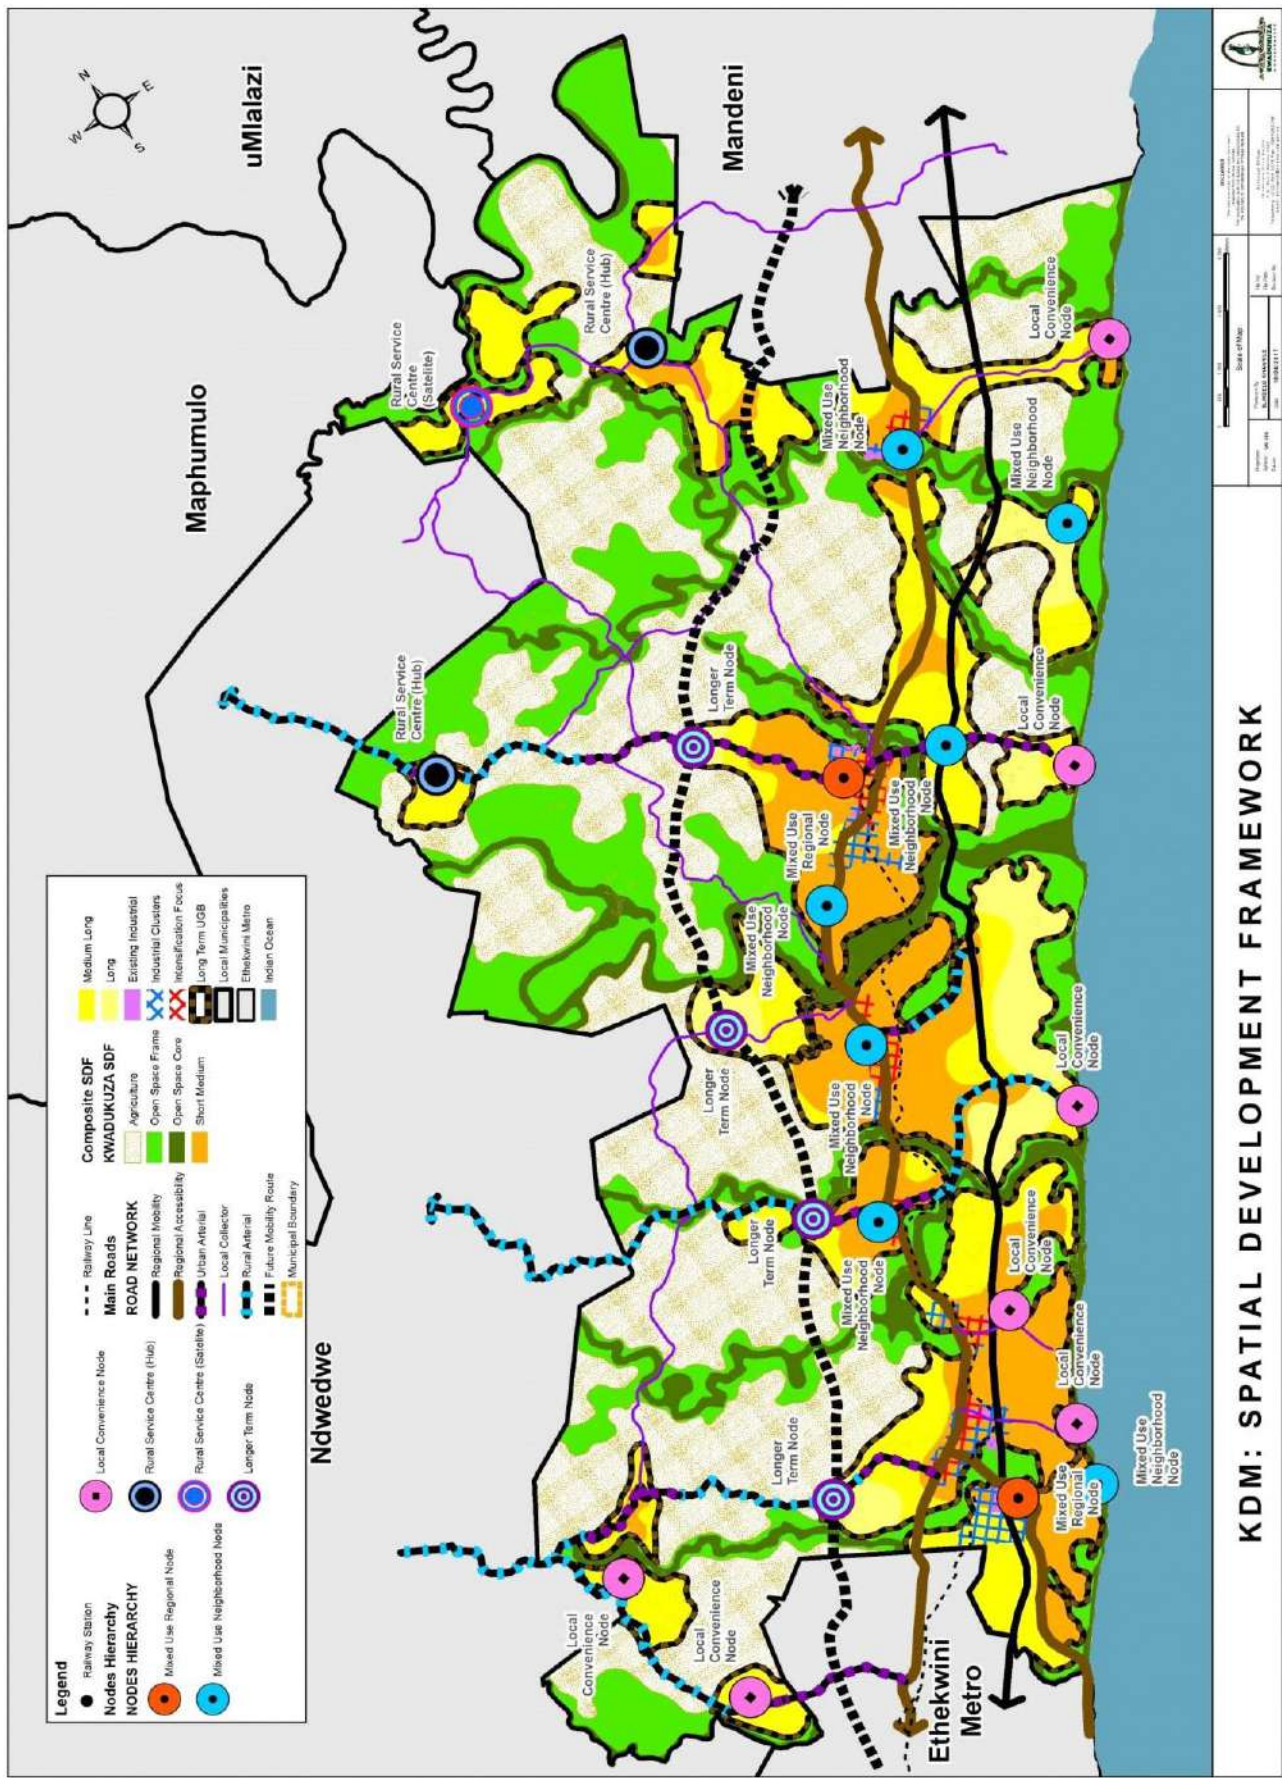 KDM: SPATIAL DEVELOPMENT FRAMEWORK
Legend
Railway Station
Nodes Hierarchy
NODES HIERARCHY
Mixed Use Regional Node
Mixed Use Neighborhood Node
Local Convenience Node
Rural Service Centre (Hub)
Rural Service Centre (Satelite)
Longer Term Node
Railway Line
Main Roads
ROAD NETWORK
Regional Mobility
Regional Accessibility
Urban Arterial
Local Collector
Rural Arterial
Future Mobility Route
Municipal Boundary
Composite SDF
KWADUKUZA SDF
Agriculture
Open Space Frame
Open Space Core
Short Medium
Medium Long
Long
Existing Industrial
Industrial Clusters
Intensification Focus
Long Term UGB
Local Municipalities
Ethekwini Metro
Indian Ocean
N
E
S
W
uMlalazi
Maphumulo
Mandeni
Ndwedwe
Ethekwini
Metro
Rural Service
Centre
(Satelite)
Rural Service
Centre (Hub)
Rural Service
Centre (Hub)
Mixed Use
Neighborhood
Node
Local
Convenience
Node
Mixed Use
Neighborhood
Node
Longer
Term Node
Local
Convenience
Node
Mixed Use
Regional
Node
Mixed Use
Neighborhood
Node
Mixed Use
Neighborhood
Node
Longer
Term Node
Mixed Use
Neighborhood
Node
Local
Convenience
Node
Longer
Term Node
Mixed Use
Neighborhood
Node
Local
Convenience
Node
Local
Convenience
Node
Longer
Term Node
Mixed Use
Regional
Node
Mixed Use
Neighborhood
Node
Local
Convenience
Node
Local
Convenience
Node
Scale of Map
KWADUKUZA